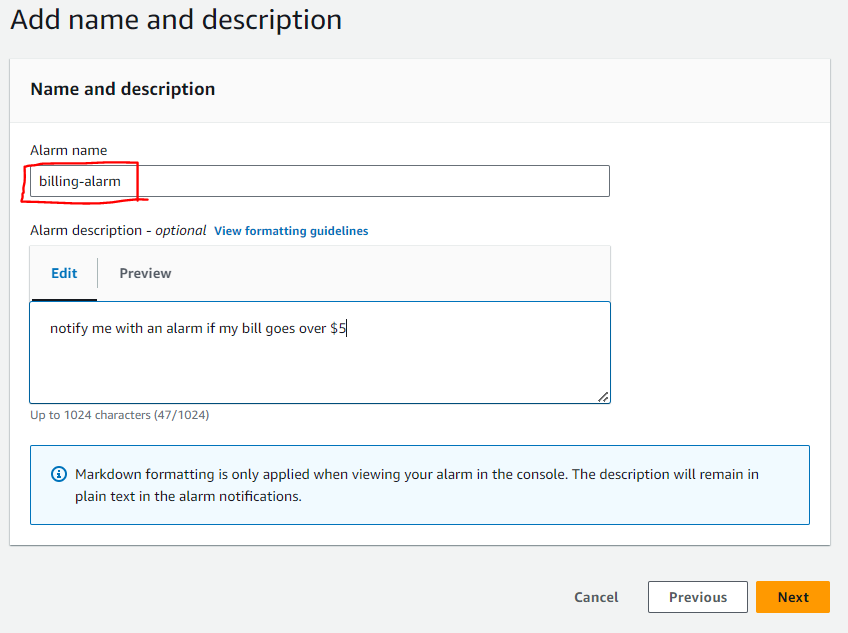 Add name and description
Name and description
Alarm name
billing-alarm
Alarm description - optional View formatting guidelines
Edit Preview
notify me with an alarm if my bill goes over $5
Up to 1024 characters (47/1024)
Markdown formatting is only applied when viewing your alarm in the console. The description will remain in
plain text in the alarm notifications.
Cancel Previous Next